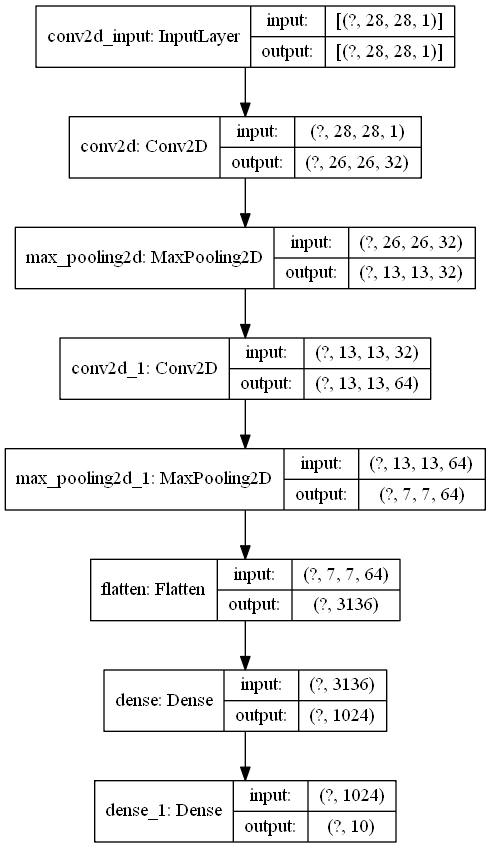 conv2d_input: InputLayer
input: [(?, 28, 28, 1)]
output: [(?, 28, 28, 1)]
conv2d: Conv2D
input: (?, 28, 28, 1)
output: (?, 26, 26, 32)
max_pooling2d: MaxPooling2D
input: (?, 26, 26, 32)
output: (?, 13, 13, 32)
conv2d_1: Conv2D
input: (?, 13, 13, 32)
output: (?, 13, 13, 64)
max_pooling2d_1: MaxPooling2D
input: (?, 13, 13, 64)
output: (?, 7, 7, 64)
flatten: Flatten
input: (?, 7, 7, 64)
output: (?, 3136)
dense: Dense
input: (?, 3136)
output: (?, 1024)
dense_1: Dense
input: (?, 1024)
output: (?, 10)